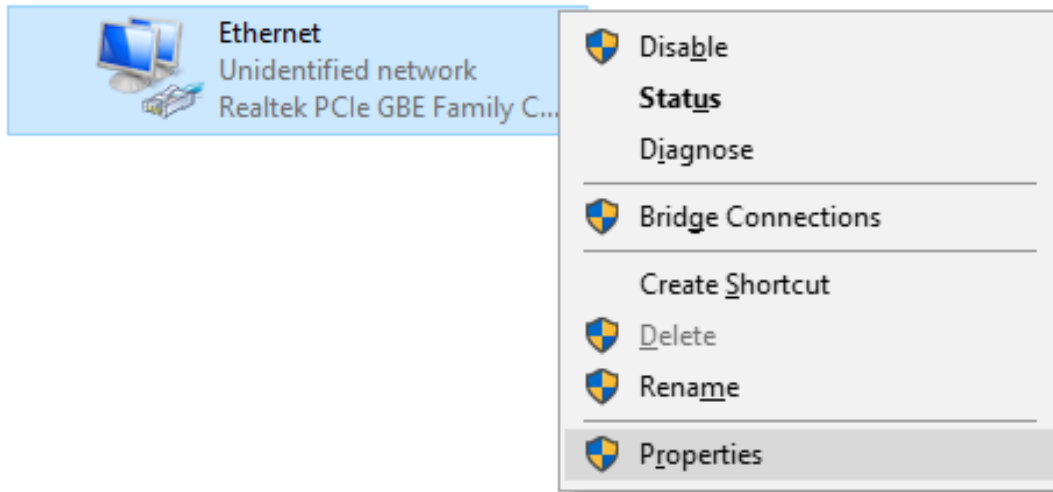 Ethernet
Unidentified network
Realtek PCIe GBE Family C...
Disable
Status
Diagnose
Bridge Connections
Create Shortcut
Delete
Rename
Properties